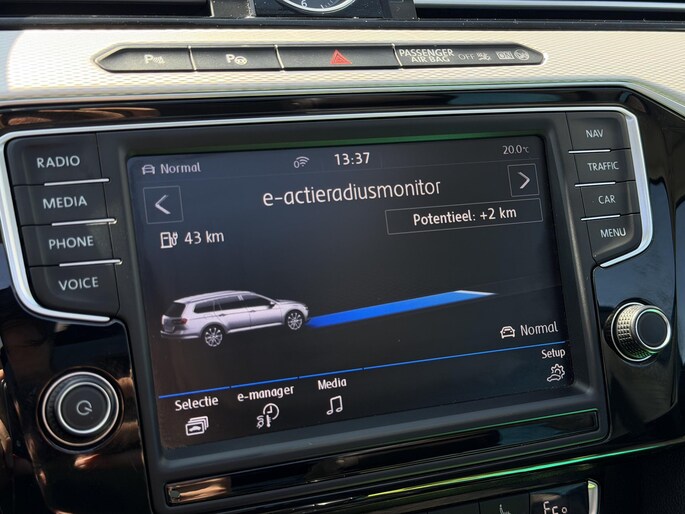 P
P
PASSENGER
AIR BAG OFF
RADIO
MEDIA
PHONE
VOICE
NAV
TRAFFIC
CAR
MENU
Normal
13:37
20.0°C
e-actieradiusmonitor
Potentieel: +2 km
43 km
Normal
Selectie
e-manager
Media
Setup